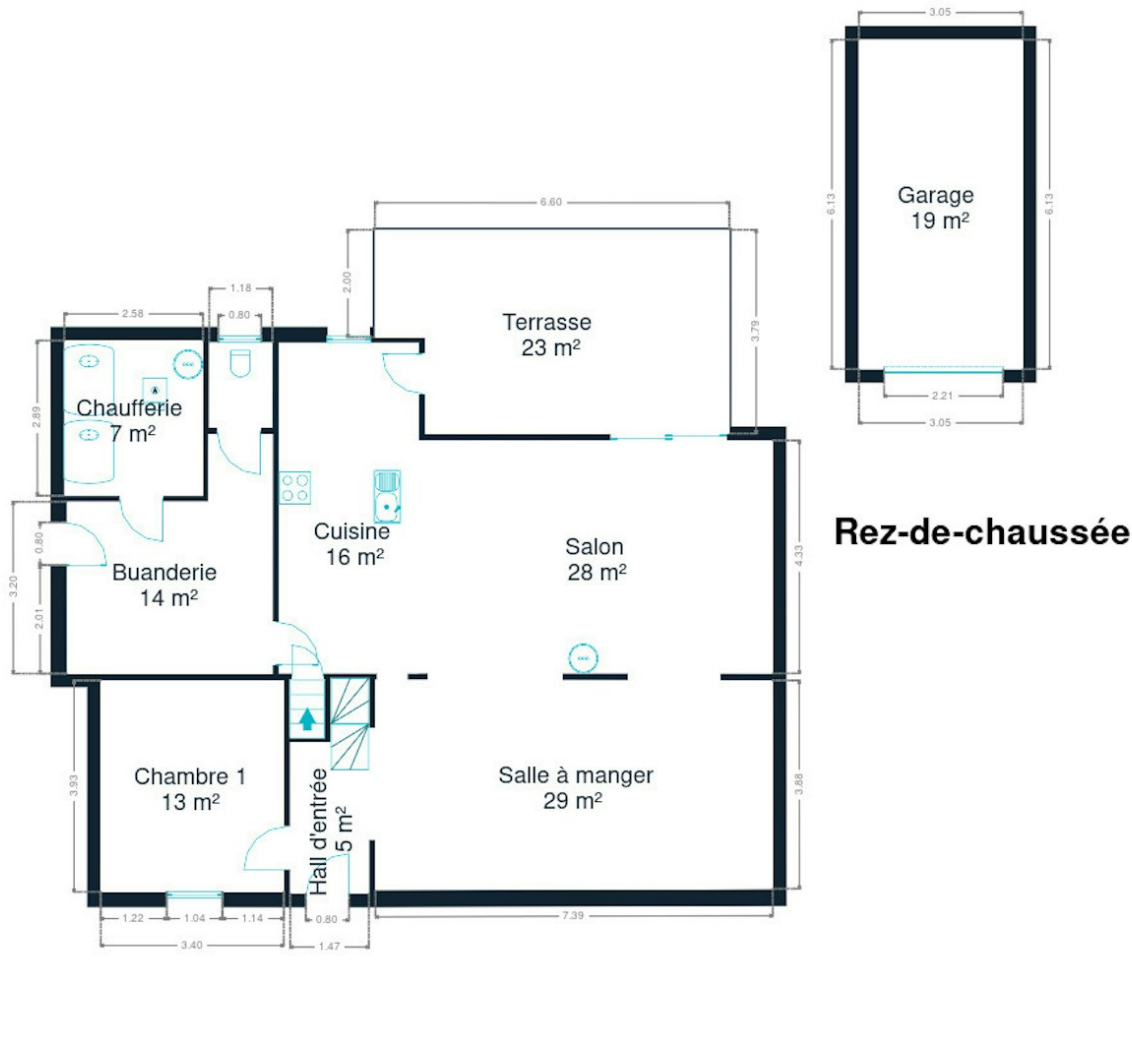 3.05
6.13
6.13
Garage
19 m²
2.21
3.05
6.60
2.00
3.79
Terrasse
23 m²
1.18
0.80
2.58
2.89
Chaufferie
7 m²
Cuisine
16 m²
Salon
28 m²
4.33
Rez-de-chaussée
3.20
0.80
2.01
Buanderie
14 m²
3.93
Chambre 1
13 m²
Hall d'entrée
5 m²
Salle à manger
29 m²
3.88
1.22
1.04
1.14
3.40
0.80
1.47
7.39